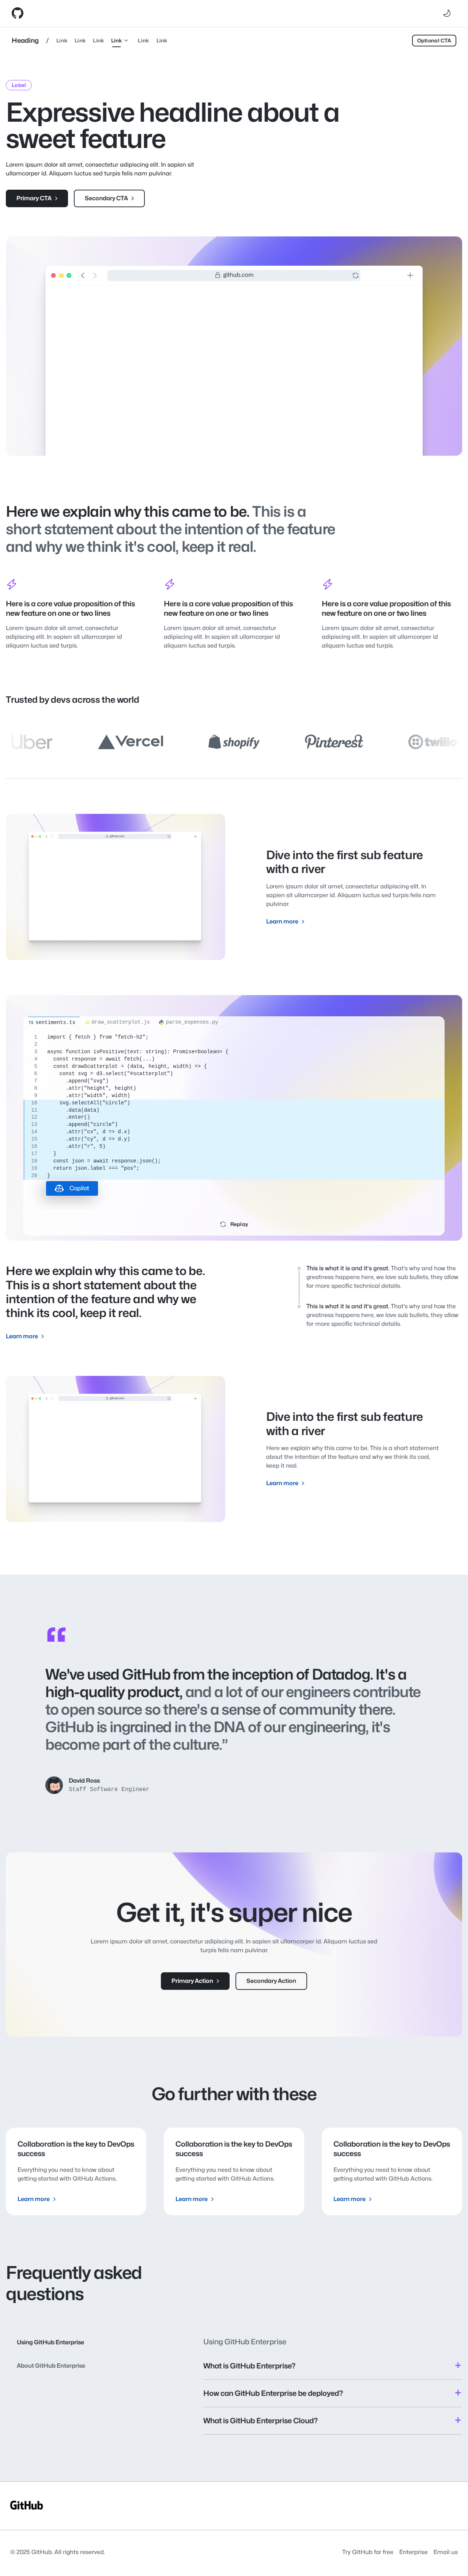 Heading / Link Link Link Link Link Link Optional CTA
Label
Expressive headline about a
sweet feature
Lorem ipsum dolor sit amet, consectetur adipiscing elit. In sapien sit
ullamcorper id. Aliquam luctus sed turpis felis nam pulvinar.
Primary CTA Secondary CTA
github.com
Here we explain why this came to be. This is a
short statement about the intention of the feature
and why we think it's cool, keep it real.
Here is a core value proposition of this
new feature on one or two lines
Lorem ipsum dolor sit amet, consectetur
adipiscing elit. In sapien sit ullamcorper id
aliquam luctus sed turpis.
Here is a core value proposition of this
new feature on one or two lines
Lorem ipsum dolor sit amet, consectetur
adipiscing elit. In sapien sit ullamcorper id
aliquam luctus sed turpis.
Here is a core value proposition of this
new feature on one or two lines
Lorem ipsum dolor sit amet, consectetur
adipiscing elit. In sapien sit ullamcorper id
aliquam luctus sed turpis.
Trusted by devs across the world
Uber Vercel shopify Pinterest twilio
github.com
Dive into the first sub feature
with a river
Lorem ipsum dolor sit amet, consectetur adipiscing elit. In
sapien sit ullamcorper id. Aliquam luctus sed turpis felis nam
pulvinar.
Learn more
TS sentiments.ts draw_scatterplot.js parse_expenses.py
1 import { fetch } from "fetch-h2";
2
3 async function isPositive(text: string): Promise<boolean> {
4 const response = await fetch(...)
5 const drawScatterplot = (data, height, width) => {
6 const svg = d3.select("#scatterplot")
7 .append("svg")
8 .attr("height", height)
9 .attr("width", width)
10 svg.selectAll("circle")
11 .data(data)
12 .enter()
13 .append("circle")
14 .attr("cx", d => d.x)
15 .attr("cy", d => d.y)
16 .attr("r", 5)
17 }
18 const json = await response.json();
19 return json.label === "pos";
20 }
Copilot
Replay
Here we explain why this came to be.
This is a short statement about the
intention of the feature and why we
think its cool, keep it real.
Learn more
This is what it is and it's great. That's why and how the
greatness happens here, we love sub bullets, they allow
for more specific technical details.
This is what it is and it's great. That's why and how the
greatness happens here, we love sub bullets, they allow
for more specific technical details.
github.com
Dive into the first sub feature
with a river
Here we explain why this came to be. This is a short statement
about the intention of the feature and why we think its cool,
keep it real.
Learn more
“
We've used GitHub from the inception of Datadog. It's a
high-quality product, and a lot of our engineers contribute
to open source so there's a sense of community there.
GitHub is ingrained in the DNA of our engineering, it's
become part of the culture.”
David Ross
Staff Software Engineer
Get it, it's super nice
Lorem ipsum dolor sit amet, consectetur adipiscing elit. In sapien sit ullamcorper id. Aliquam luctus sed
turpis felis nam pulvinar.
Primary Action Secondary Action
Go further with these
Collaboration is the key to DevOps
success
Everything you need to know about
getting started with GitHub Actions.
Learn more
Collaboration is the key to DevOps
success
Everything you need to know about
getting started with GitHub Actions.
Learn more
Collaboration is the key to DevOps
success
Everything you need to know about
getting started with GitHub Actions.
Learn more
Frequently asked
questions
Using GitHub Enterprise
About GitHub Enterprise
Using GitHub Enterprise
What is GitHub Enterprise?
How can GitHub Enterprise be deployed?
What is GitHub Enterprise Cloud?
GitHub
© 2025 GitHub. All rights reserved. Try GitHub for free Enterprise Email us